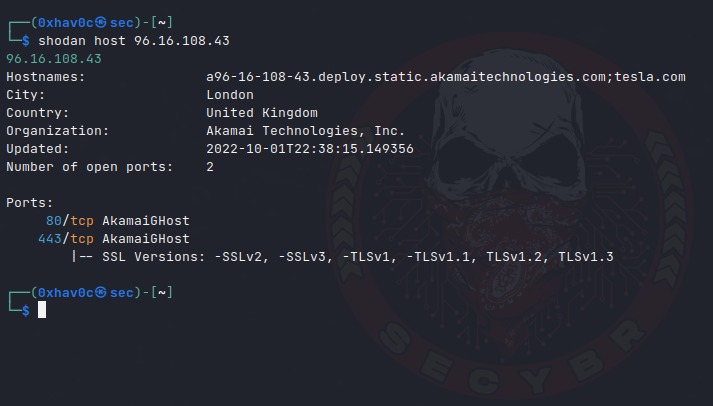 ┌──(0xhav0c㉿sec)-[~]
└─$ shodan host 96.16.108.43
96.16.108.43
Hostnames: a96-16-108-43.deploy.static.akamaitechnologies.com;tesla.com
City: London
Country: United Kingdom
Organization: Akamai Technologies, Inc.
Updated: 2022-10-01T22:38:15.149356
Number of open ports: 2
Ports:
80/tcp AkamaiGHost
443/tcp AkamaiGHost
|-- SSL Versions: -SSLv2, -SSLv3, -TLSv1, -TLSv1.1, TLSv1.2, TLSv1.3
┌──(0xhav0c㉿sec)-[~]
└─$
SECYBR